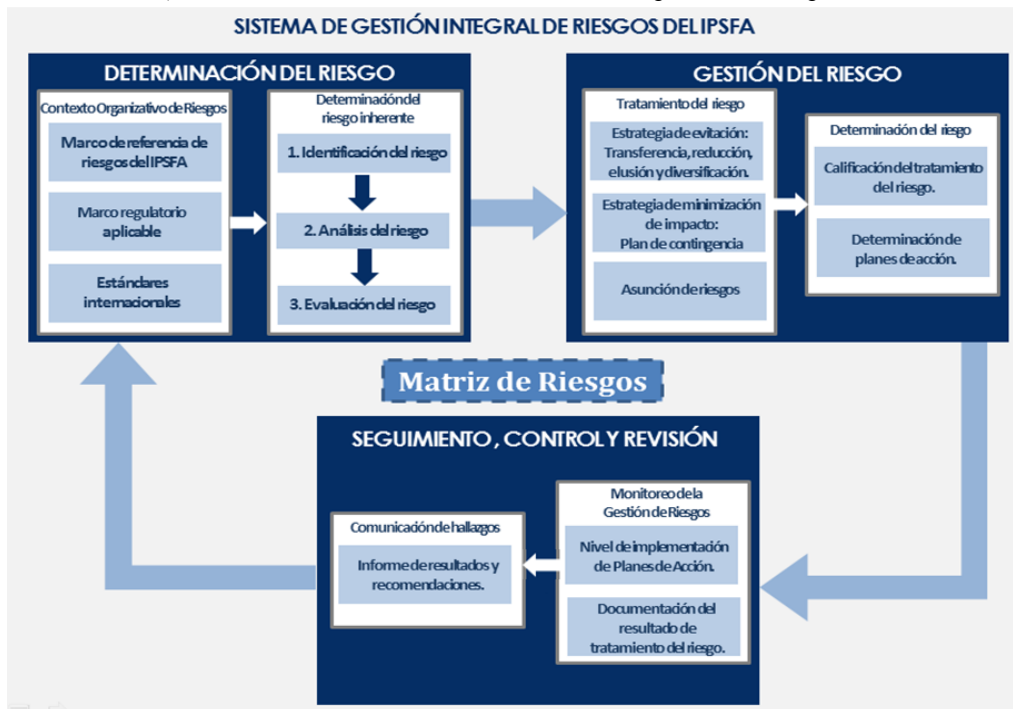 SISTEMA DE GESTIÓN INTEGRAL DE RIESGOS DEL IPSFA
DETERMINACIÓN DEL RIESGO
Contexto Organizativo de Riesgos
Marco de referencia de
riesgos del IPSFA
Marco regulatorio
aplicable
Estándares
internacionales
Determinación del
riesgo inherente
1. Identificación del riesgo
2. Análisis del riesgo
3. Evaluación del riesgo
GESTIÓN DEL RIESGO
Tratamiento del riesgo
Estrategia de evitación:
Transferencia, reducción,
elusión y diversificación.
Estrategia de minimización
de impacto:
Plan de contingencia
Asunción de riesgos
Determinación del riesgo
Calificación del tratamiento
del riesgo.
Determinación de
planes de acción.
Matriz de Riesgos
SEGUIMIENTO, CONTROL Y REVISIÓN
Comunicación de hallazgos
Informe de resultados y
recomendaciones.
Monitoreo de la
Gestión de Riesgos
Nivel de implementación
de Planes de Acción.
Documentación del
resultado de
tratamiento del riesgo.